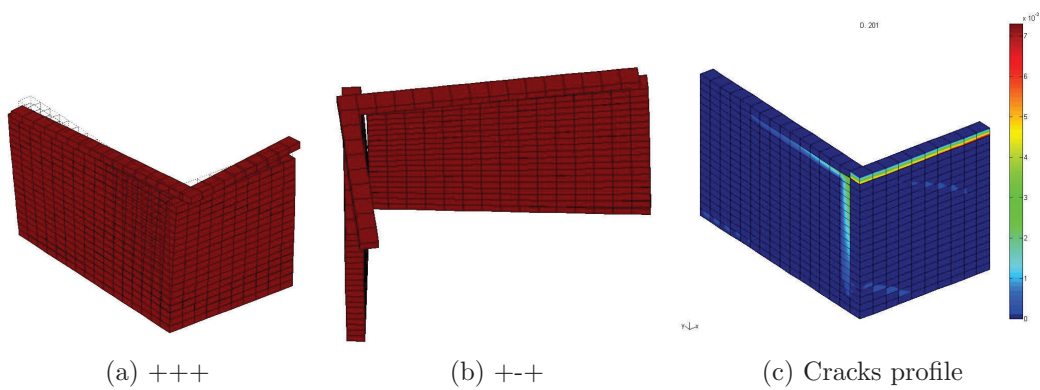 D. 201
x 10⁻³
7
6
5
4
3
2
1
0
y x
(a) +++
(b) +-+
(c) Cracks profile